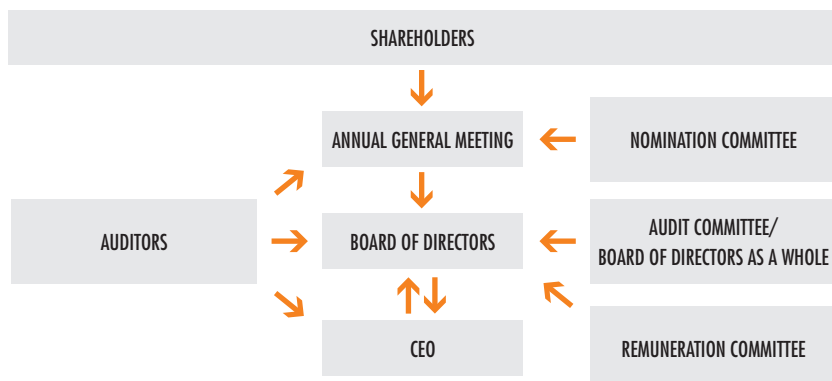 SHAREHOLDERS
ANNUAL GENERAL MEETING
NOMINATION COMMITTEE
AUDITORS
BOARD OF DIRECTORS
AUDIT COMMITTEE/
BOARD OF DIRECTORS AS A WHOLE
CEO
REMUNERATION COMMITTEE